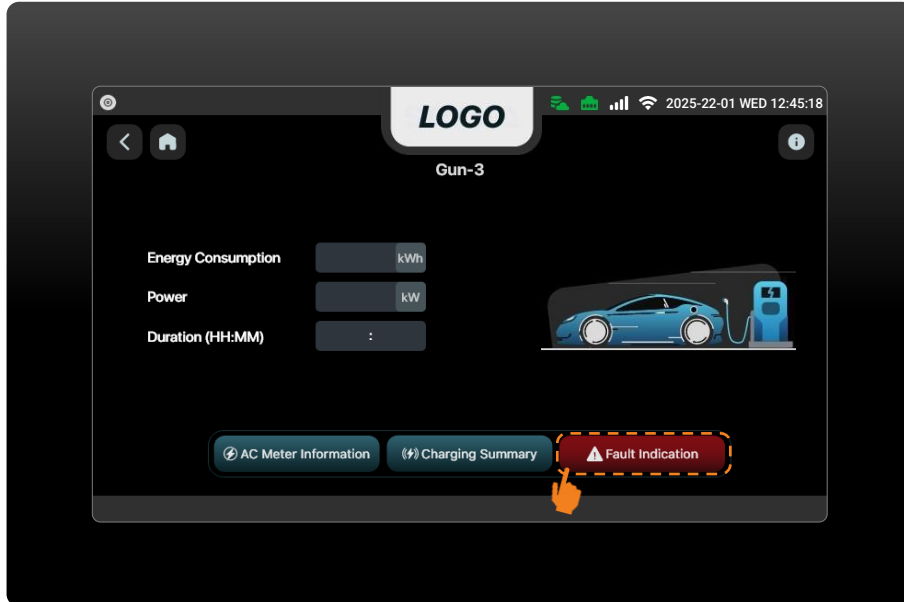 LOGO
2025-22-01 WED 12:45:18
Gun-3
Energy Consumption
kWh
Power
kW
Duration (HH:MM)
:
AC Meter Information
Charging Summary
Fault Indication